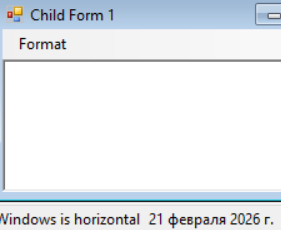 Child Form 1
Format
Windows is horizontal 21 февраля 2026 г.